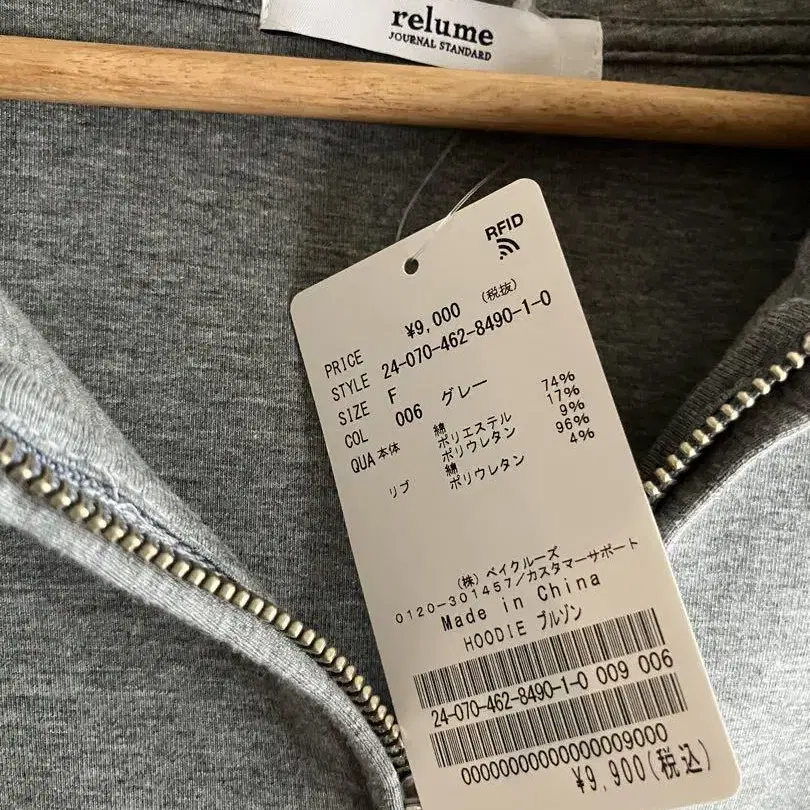 relume
JOURNAL STANDARD
RFID
PRICE ¥9,000 (税抜)
STYLE 24-070-462-8490-1-0
SIZE F
COL 006 グレー
QUA 本体 綿 74%
ポリエステル 17%
ポリウレタン 9%
リブ 綿 96%
ポリウレタン 4%
(株) ベイクルーズ
0120-301457/カスタマーサポート
Made in China
HOODIE ブルゾン
24-070-462-8490-1-0 009 006
00000000000000009000
¥9,900(税込)